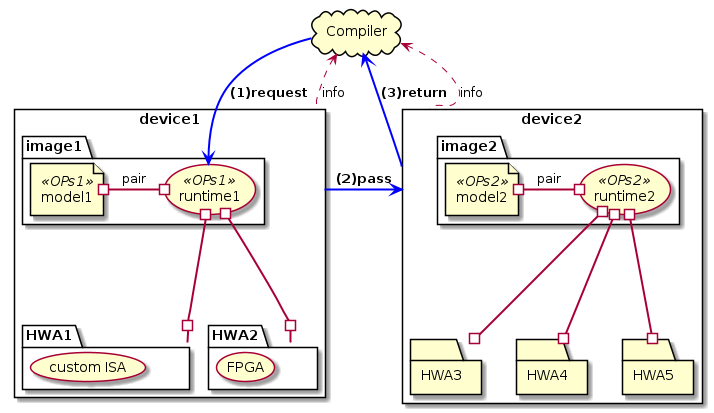 Compiler
(1)request
info
(3)return
info
device1
device2
image1
image2
«OPs1»
model1
pair
«OPs1»
runtime1
«OPs2»
model2
pair
«OPs2»
runtime2
(2)pass
HWA1
custom ISA
HWA2
FPGA
HWA3
HWA4
HWA5